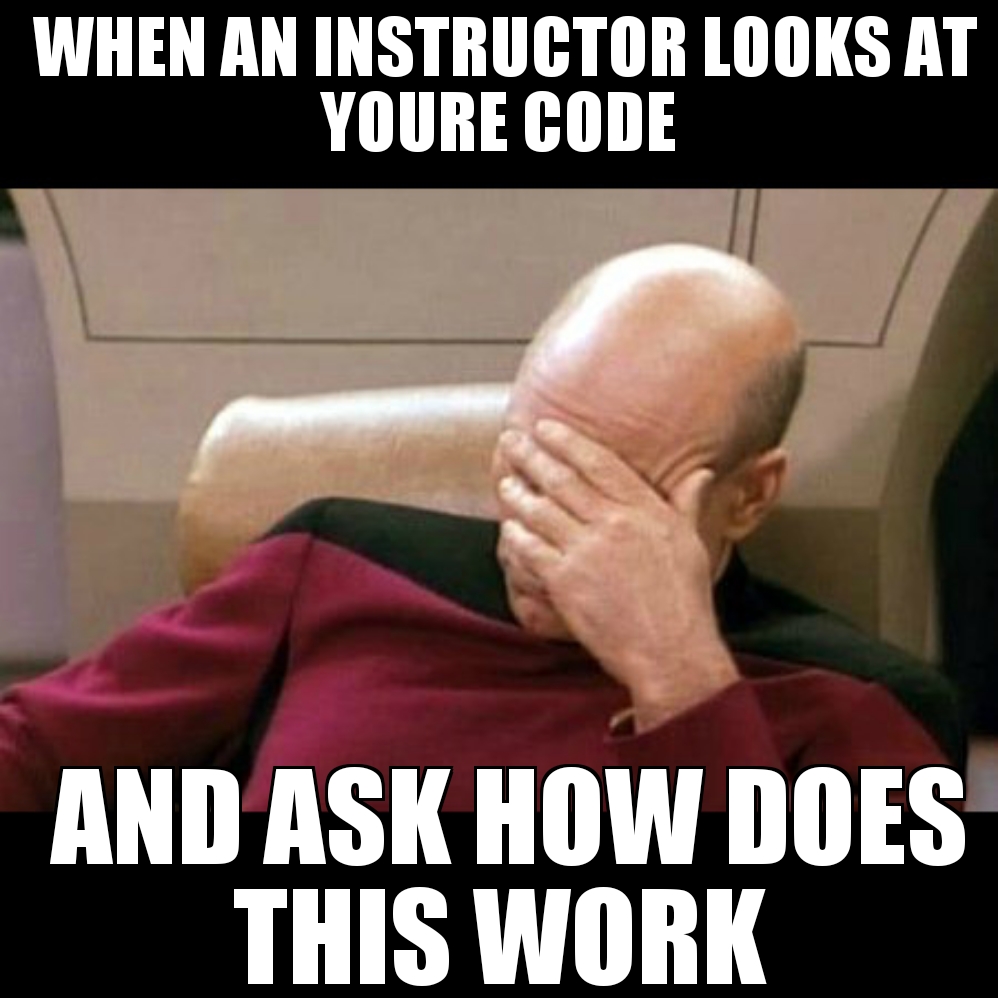 WHEN AN INSTRUCTOR LOOKS AT
YOURE CODE
AND ASK HOW DOES
THIS WORK